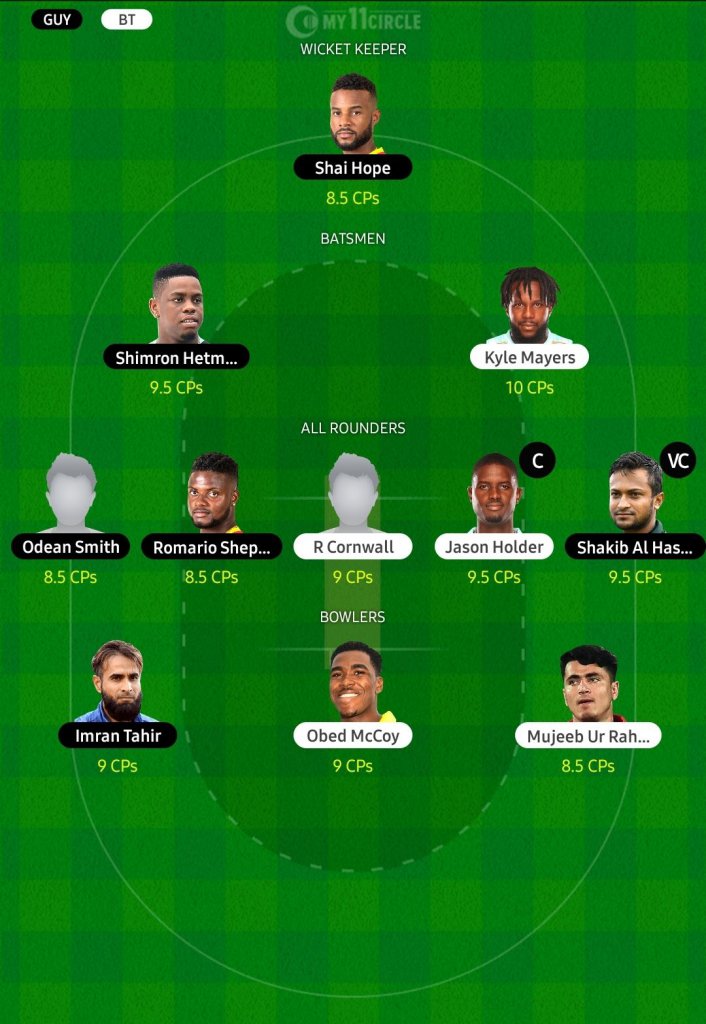 GUY BT
MY11CIRCLE
WICKET KEEPER
Shai Hope
8.5 CPs
BATSMEN
Shimron Hetm... Kyle Mayers
9.5 CPs 10 CPs
ALL ROUNDERS
C VC
Odean Smith Romario Shep... R Cornwall Jason Holder Shakib Al Has...
8.5 CPs 8.5 CPs 9 CPs 9.5 CPs 9.5 CPs
BOWLERS
Imran Tahir Obed McCoy Mujeeb Ur Rah...
9 CPs 9 CPs 8.5 CPs